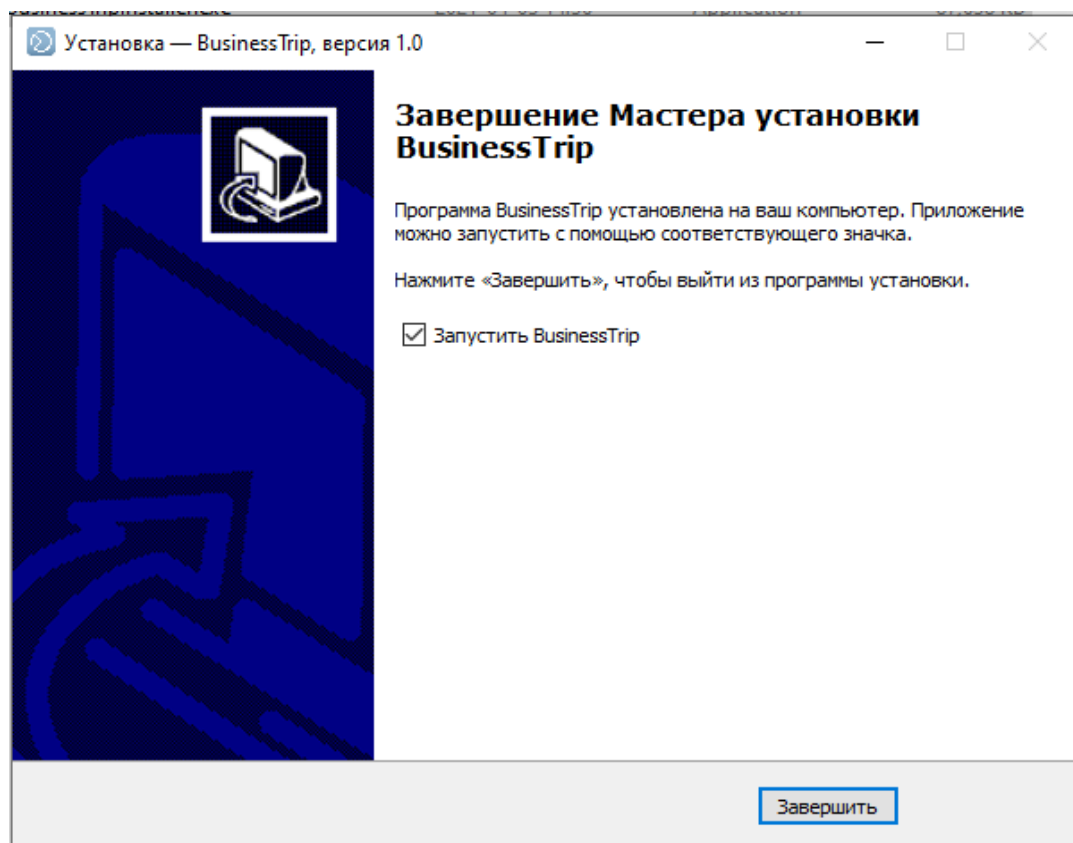 Установка — BusinessTrip, версия 1.0
Завершение Мастера установки
BusinessTrip
Программа BusinessTrip установлена на ваш компьютер. Приложение
можно запустить с помощью соответствующего значка.
Нажмите «Завершить», чтобы выйти из программы установки.
Запустить BusinessTrip
Завершить